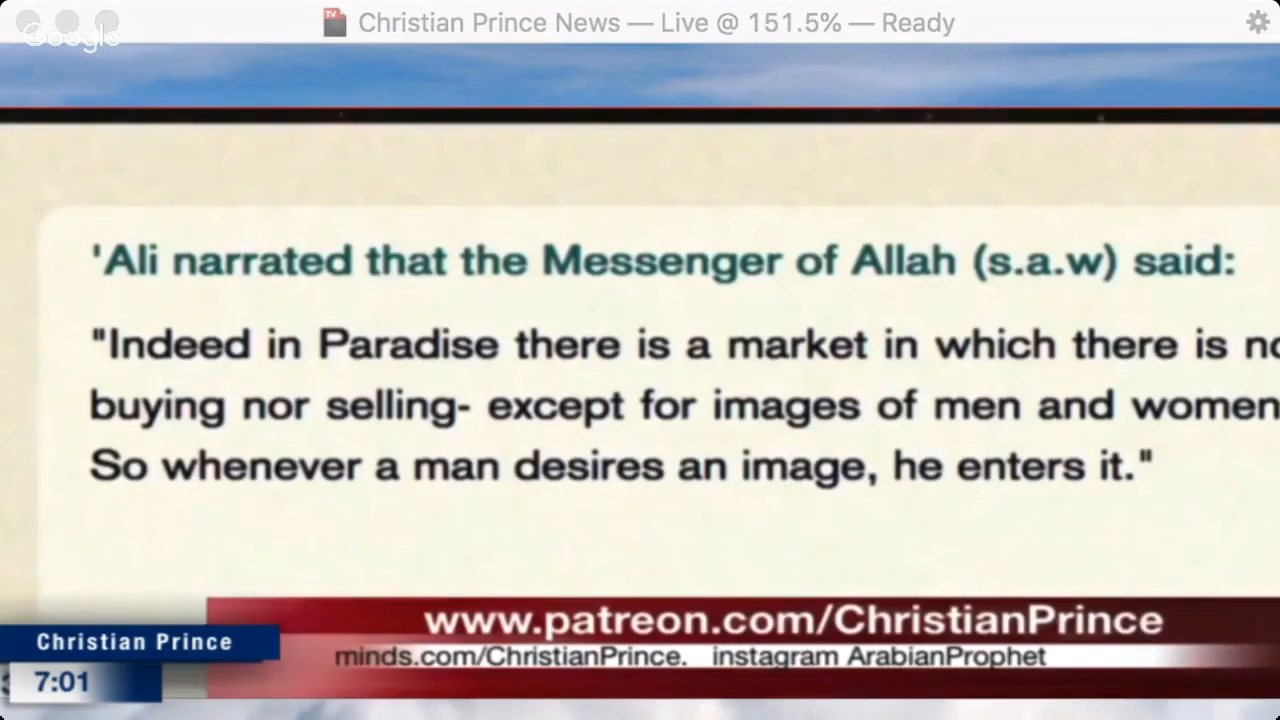 Christian Prince News — Live @ 151.5% — Ready
Google
'Ali narrated that the Messenger of Allah (s.a.w) said:
"Indeed in Paradise there is a market in which there is
buying nor selling- except for images of men and women
So whenever a man desires an image, he enters it."
www.patreon.com/ChristianPrince
Christian Prince
minds.com/ChristianPrince. instagram ArabianProphet
7:01